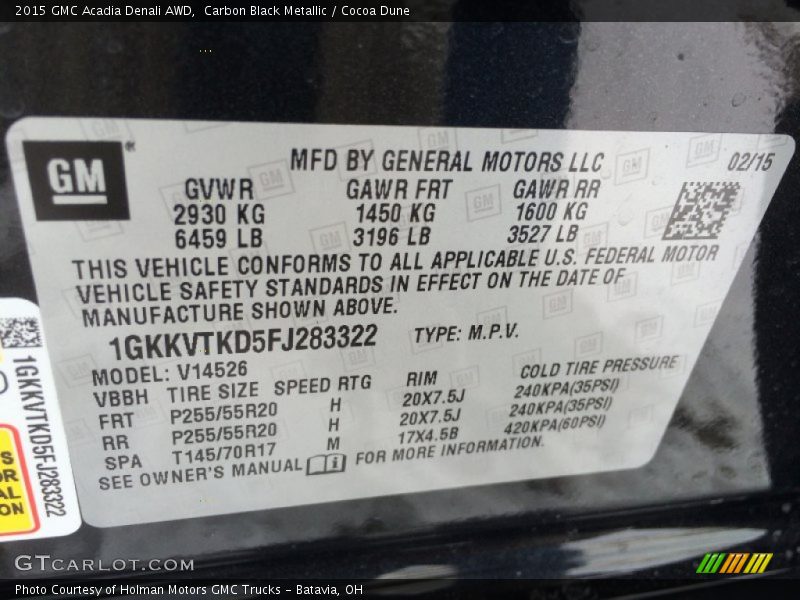 2015 GMC Acadia Denali AWD, Carbon Black Metallic / Cocoa Dune
GM
MFD BY GENERAL MOTORS LLC 02/15
GVWR GAWR FRT GAWR RR
2930 KG 1450 KG 1600 KG
6459 LB 3196 LB 3527 LB
THIS VEHICLE CONFORMS TO ALL APPLICABLE U.S. FEDERAL MOTOR
VEHICLE SAFETY STANDARDS IN EFFECT ON THE DATE OF
MANUFACTURE SHOWN ABOVE.
1GKKVTKD5FJ283322 TYPE: M.P.V.
MODEL: V14526
VBBH TIRE SIZE SPEED RTG RIM COLD TIRE PRESSURE
FRT P255/55R20 H 20X7.5J 240KPA(35PSI)
RR P255/55R20 H 20X7.5J 240KPA(35PSI)
SPA T145/70R17 M 17X4.5B 420KPA(60PSI)
SEE OWNER'S MANUAL FOR MORE INFORMATION.
1GKKVTKD5FJ283322
GTCARLOT.COM
Photo Courtesy of Holman Motors GMC Trucks - Batavia, OH